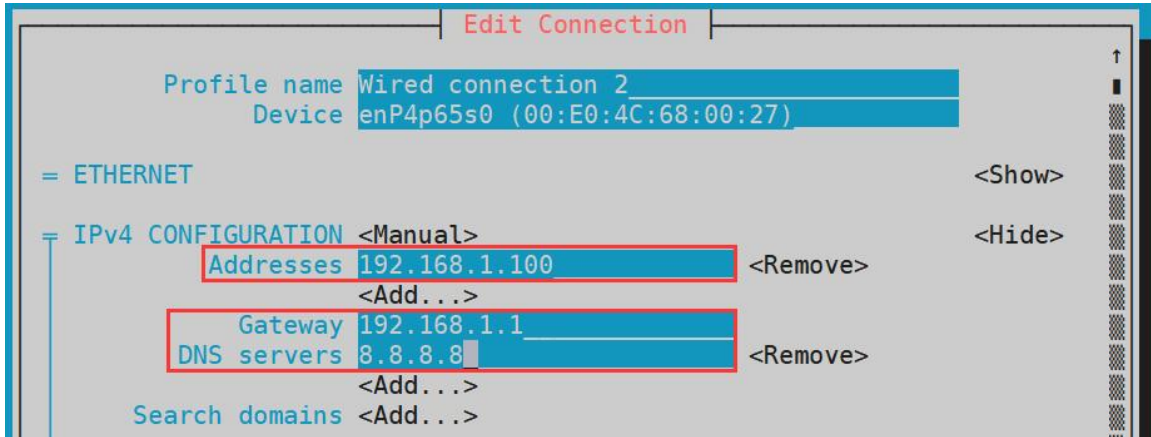 Edit Connection
Profile name Wired connection 2
Device enP4p65s0 (00:E0:4C:68:00:27)
= ETHERNET <Show>
= IPv4 CONFIGURATION <Manual> <Hide>
Addresses 192.168.1.100 <Remove>
<Add...>
Gateway 192.168.1.1
DNS servers 8.8.8.8 <Remove>
<Add...>
Search domains <Add...>